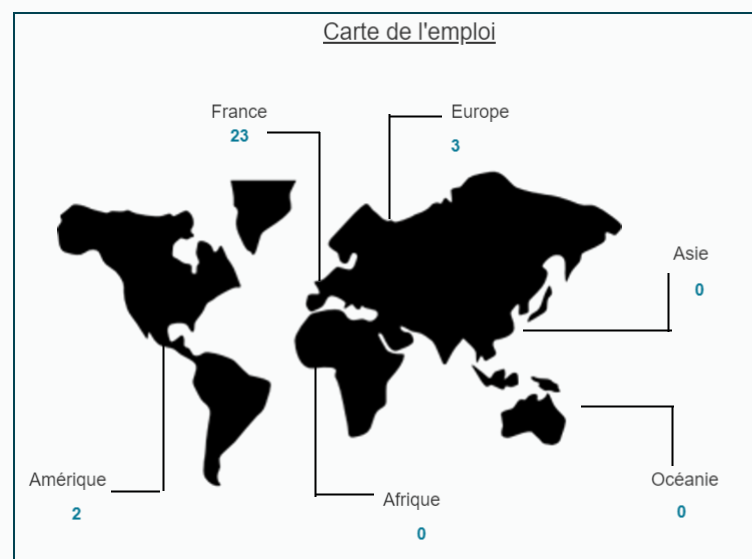 Carte de l'emploi
France
23
Europe
3
Asie
0
Amérique
2
Afrique
0
Océanie
0